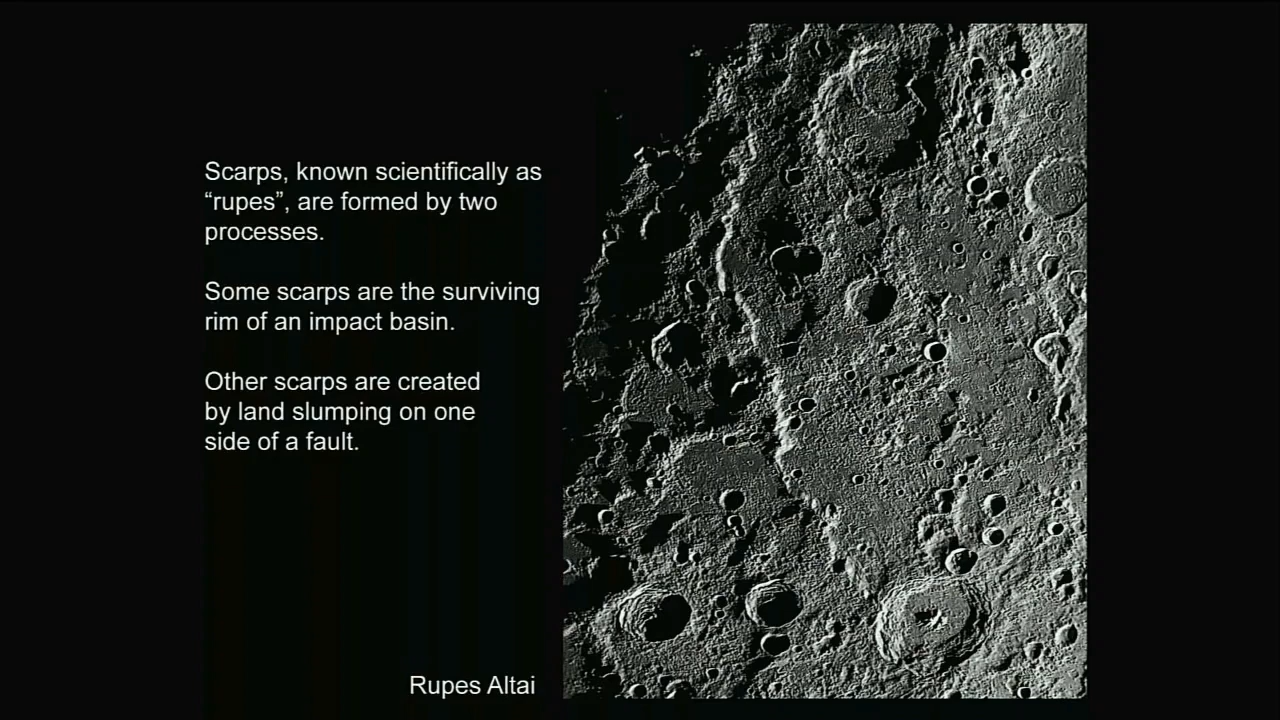 Scarps, known scientifically as
“rupes”, are formed by two
processes.
Some scarps are the surviving
rim of an impact basin.
Other scarps are created
by land slumping on one
side of a fault.
Rupes Altai